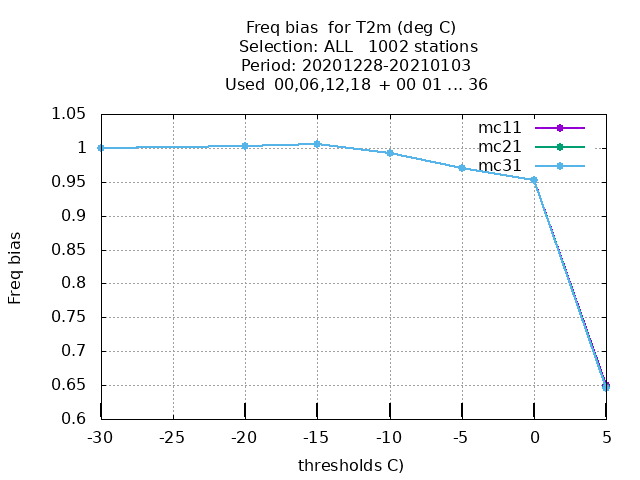 Freq bias  for T2m (deg C)
Selection: ALL   1002 stations
Period: 20201228-20210103
Used  00,06,12,18  + 00 01 ... 36
mc11
mc21
mc31
1.05
1
0.95
0.9
0.85
0.8
0.75
0.7
0.65
0.6
Freq bias
-30 -25 -20 -15 -10 -5 0 5
thresholds C)